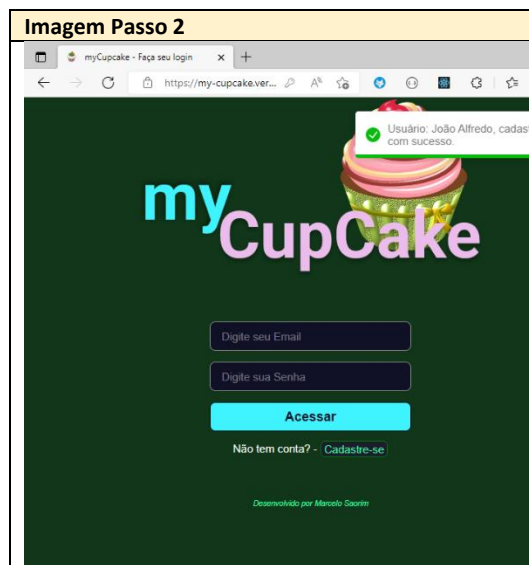 Imagem Passo 2
myCupcake - Faça seu login
https://my-cupcake.ver...
Usuário: João Alfredo, cadast
com sucesso.
my
CupCake
Digite seu Email
Digite sua Senha
Acessar
Não tem conta? - Cadastre-se
Desenvolvido por Marcelo Saorim